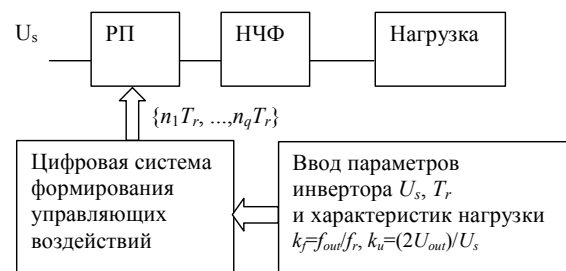 U_s
РП
НЧФ
Нагрузка
{n_1T_r, ...,n_qT_r}
Цифровая система
формирования
управляющих
воздействий
Ввод параметров
инвертора U_s, T_r
и характеристик нагрузки
k_f=f_out/f_r, k_u=(2U_out)/U_s